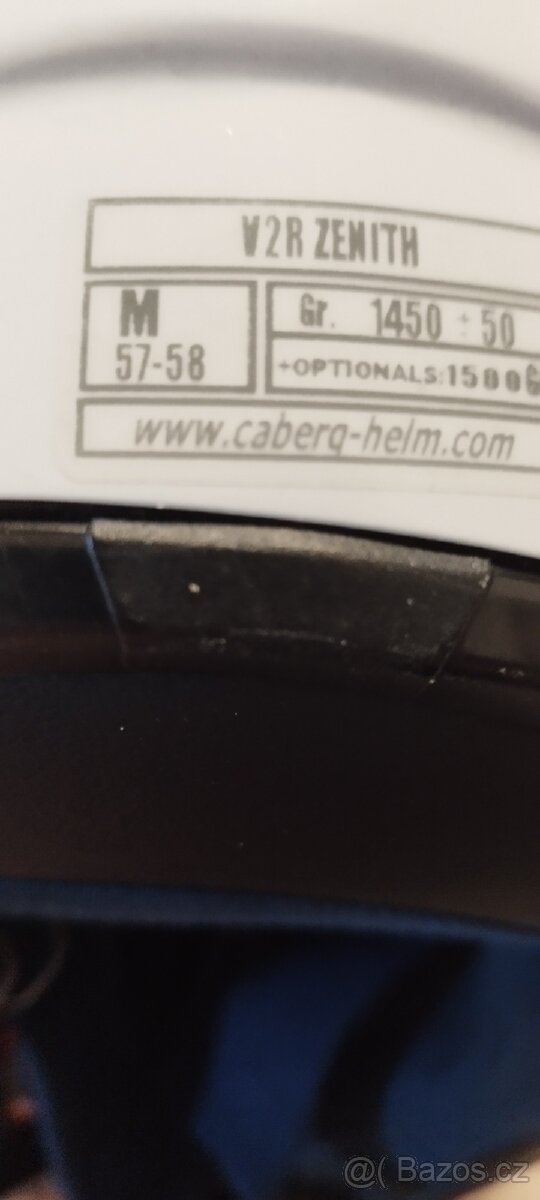 V2R ZENITH
M
57-58
Gr. 1450 ± 50
+OPTIONALS:1500G
www.caberg-helm.com
@( Bazos.cz